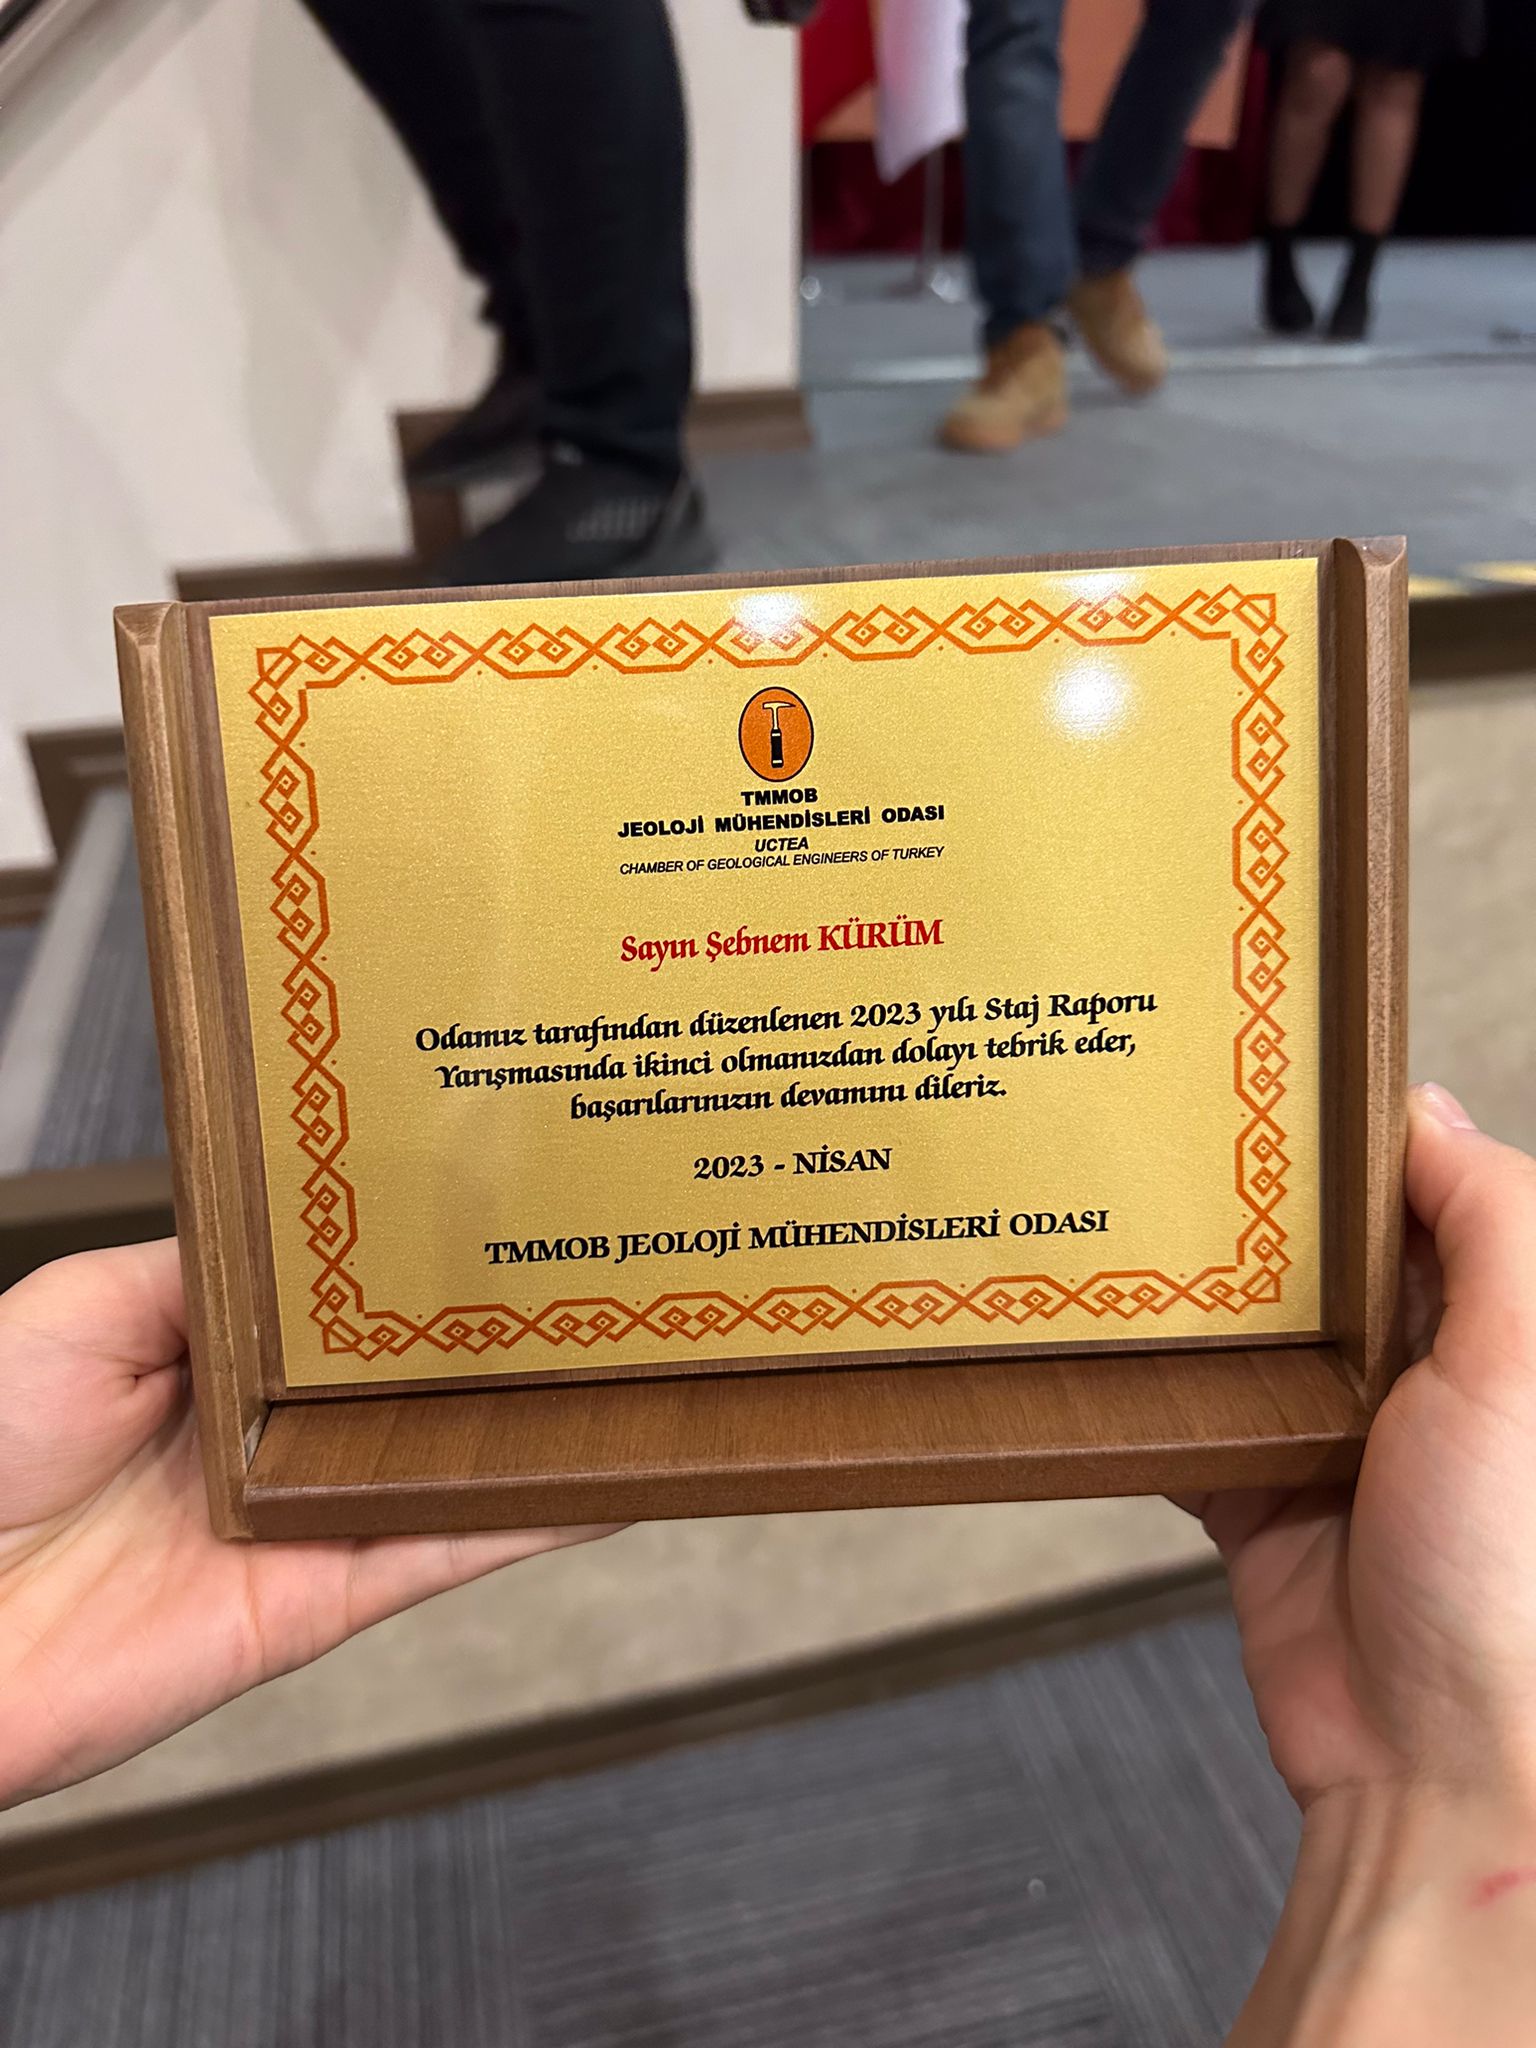 TMMOB
JEOLOJİ MÜHENDİSLERİ ODASI
UCTEA
CHAMBER OF GEOLOGICAL ENGINEERS OF TURKEY
Sayın Şebnem KÜRÜM
Odamız tarafından düzenlenen 2023 yılı Staj Raporu
Yarışmasında ikinci olmanızdan dolayı tebrik eder,
başarılarınızın devamını dileriz.
2023 - NİSAN
TMMOB JEOLOJİ MÜHENDİSLERİ ODASI